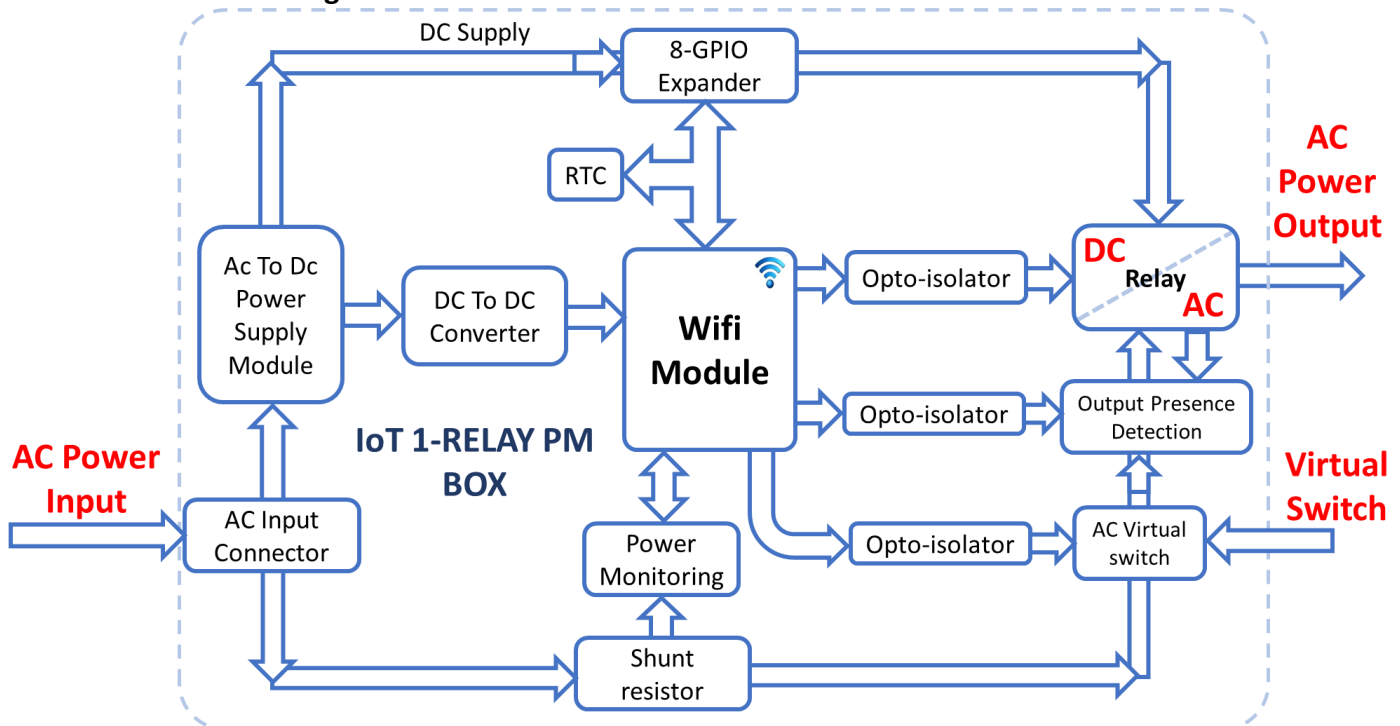 DC Supply
8-GPIO
Expander
RTC
AC
Power
Output
Ac To Dc
Power
Supply
Module
DC To DC
Converter
Wifi
Module
Opto-isolator
DC
Relay
AC
IoT 1-RELAY PM
BOX
Opto-isolator
Output Presence
Detection
AC Power
Input
Virtual
Switch
AC Input
Connector
Power
Monitoring
Opto-isolator
AC Virtual
switch
Shunt
resistor